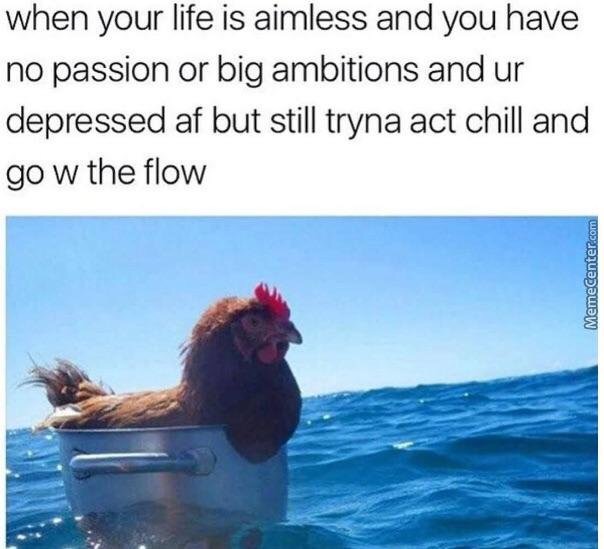 when your life is aimless and you have
no passion or big ambitions and ur
depressed af but still tryna act chill and
go w the flow
MemeCenter.com